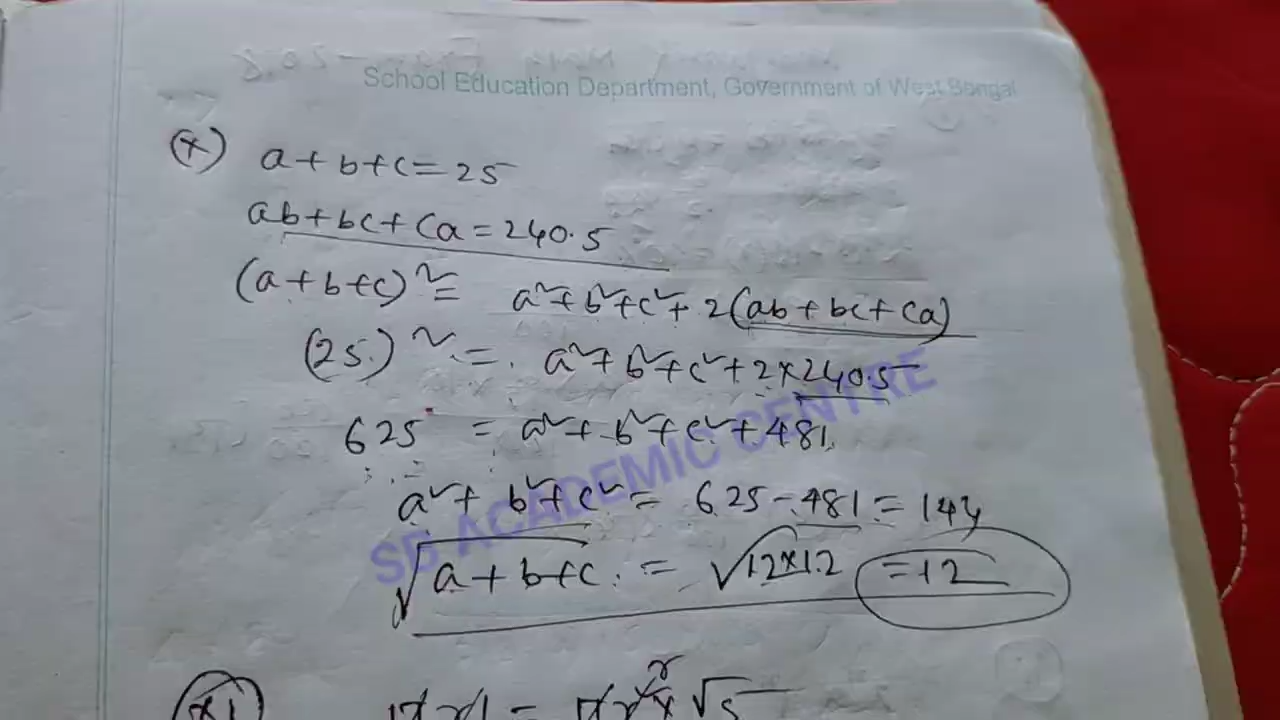 School Education Department, Government of West Bengal
(x) a+b+c=25
ab+bc+ca=240.5
(a+b+c)² = a²+b²+c²+2(ab+bc+ca)
(25)² = a²+b²+c²+2×240.5
625 = a²+b²+c²+481
a²+b²+c² = 625-481 = 144
√a+b+c = √12×12 = 12
SB ACADEMIC CENTRE
(xi)